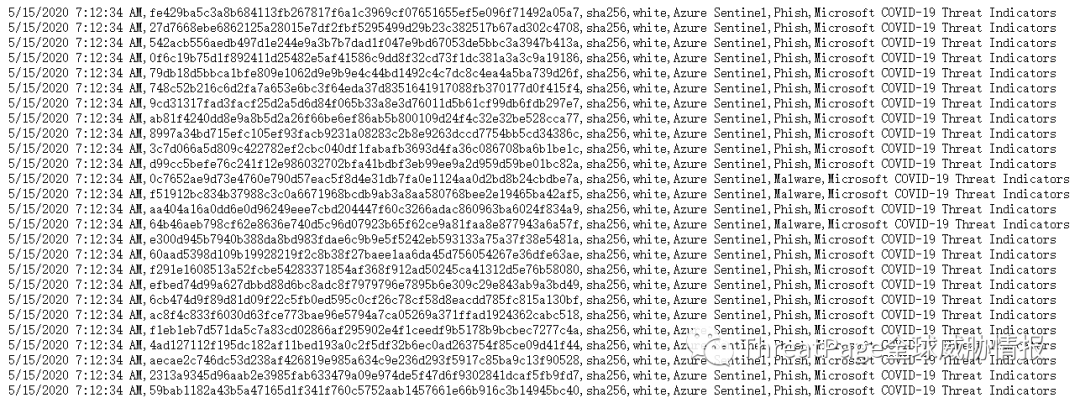 5/15/2020 7:12:34 AM,fe429ba5c3a8b684113fb267817f6a1c3969cf07651655ef5e096f71492a05a7,sha256,white,Azure Sentinel,Phish,Microsoft COVID-19 Threat Indicators
5/15/2020 7:12:34 AM,27d7668ebe6862125a28015e7df2fbf5295499d29b23c382517b67ad302c4708,sha256,white,Azure Sentinel,Phish,Microsoft COVID-19 Threat Indicators
5/15/2020 7:12:34 AM,542acb556aedb497d1e244e9a3b7b7dad1f047e9bd67053de5bbc3a3947b413a,sha256,white,Azure Sentinel,Phish,Microsoft COVID-19 Threat Indicators
5/15/2020 7:12:34 AM,0f6c19b75d1f892411d25482e5af41586c9dd8f32cd73f1dc381a3a3c9a19186,sha256,white,Azure Sentinel,Phish,Microsoft COVID-19 Threat Indicators
5/15/2020 7:12:34 AM,79db18d5bbca1bfe809e1062d9e9b9e4c44bd1492c4c7dc8c4ea4a5ba739d26f,sha256,white,Azure Sentinel,Phish,Microsoft COVID-19 Threat Indicators
5/15/2020 7:12:34 AM,748c52b216c6d2fa7a653e6bc3f64eda37d8351641917088fb370177d0f415f4,sha256,white,Azure Sentinel,Phish,Microsoft COVID-19 Threat Indicators
5/15/2020 7:12:34 AM,9cd31317fad3facf25d2a5d6d84f065b33a8e3d76011d5b61cf99db6fdb297e7,sha256,white,Azure Sentinel,Phish,Microsoft COVID-19 Threat Indicators
5/15/2020 7:12:34 AM,ab81f4240dd8e9a8b5d2a26f66be6ef86ab5b800109d24f4c32e32be528cca77,sha256,white,Azure Sentinel,Phish,Microsoft COVID-19 Threat Indicators
5/15/2020 7:12:34 AM,8997a34bd715efc105ef93facb9231a08283c2b8e9263dccd7754bb5cd34386c,sha256,white,Azure Sentinel,Phish,Microsoft COVID-19 Threat Indicators
5/15/2020 7:12:34 AM,3c7d066a5d809c422782ef2cbc040df1fabafb3693d4fa36c086708ba6b1be1c,sha256,white,Azure Sentinel,Phish,Microsoft COVID-19 Threat Indicators
5/15/2020 7:12:34 AM,d99cc5befe76c241f12e986032702bfa41bdbf3eb99ee9a2d959d59be01bc82a,sha256,white,Azure Sentinel,Phish,Microsoft COVID-19 Threat Indicators
5/15/2020 7:12:34 AM,0c7652ae9d73e4760e790d57eac5f8d4e31db7fa0e1124aa0d2bd8b24cbdbe7a,sha256,white,Azure Sentinel,Malware,Microsoft COVID-19 Threat Indicators
5/15/2020 7:12:34 AM,f51912bc834b37988c3c0a6671968bcdb9ab3a8aa580768bee2e19465ba42af5,sha256,white,Azure Sentinel,Malware,Microsoft COVID-19 Threat Indicators
5/15/2020 7:12:34 AM,aa404a16a0dd6e0d96249eee7cbd204447f60c3266adac860963ba6024f834a9,sha256,white,Azure Sentinel,Phish,Microsoft COVID-19 Threat Indicators
5/15/2020 7:12:34 AM,64b46aeb798cf62e8636e740d5c96d07923b65f62ce9a81faa8e877943a6a57f,sha256,white,Azure Sentinel,Malware,Microsoft COVID-19 Threat Indicators
5/15/2020 7:12:34 AM,e300d945b7940b388da8bd983fdae6c9b9e5f5242eb593133a75a37f38e5481a,sha256,white,Azure Sentinel,Phish,Microsoft COVID-19 Threat Indicators
5/15/2020 7:12:34 AM,60aad5398d109b19928219f2c8b38f27baee1aa6da45d756054267e36dfe63ae,sha256,white,Azure Sentinel,Phish,Microsoft COVID-19 Threat Indicators
5/15/2020 7:12:34 AM,f291e1608513a52fcbe54283371854af368f912ad50245ca41312d5e76b58080,sha256,white,Azure Sentinel,Phish,Microsoft COVID-19 Threat Indicators
5/15/2020 7:12:34 AM,efbed74d99a627dbbd88d6bc8adc8f7979796e7895b6e309c29e843ab9a3bd49,sha256,white,Azure Sentinel,Phish,Microsoft COVID-19 Threat Indicators
5/15/2020 7:12:34 AM,6cb474d9f89d81d09f22c5fb0ed595c0cf26c78cf58d8eacdd785fc815a130bf,sha256,white,Azure Sentinel,Phish,Microsoft COVID-19 Threat Indicators
5/15/2020 7:12:34 AM,ac8f4c833f6030d63fce773bae96e5794a7ca05269a371ffad1924362cabc518,sha256,white,Azure Sentinel,Phish,Microsoft COVID-19 Threat Indicators
5/15/2020 7:12:34 AM,f1eb1eb7d571da5c7a83cd02866af295902e4f1ceedf9b5178b9bcbec7277c4a,sha256,white,Azure Sentinel,Phish,Microsoft COVID-19 Threat Indicators
5/15/2020 7:12:34 AM,4ad127112f195dc182af11bed193a0c2f5df32b6ec0ad263754f85ce09d41f44,sha256,white,Azure Sentinel,Phish,Microsoft COVID-19 Threat Indicators
5/15/2020 7:12:34 AM,aecae2c746dc53d238af426819e985a634c9e236d293f5917c85ba9c13f90528,sha256,white,Azure Sentinel,Phish,Microsoft COVID-19 Threat Indicators
5/15/2020 7:12:34 AM,2313a9345d96aab2e3985fab633479a09e974de5f47d6f9302841dcaf5fb9fd7,sha256,white,Azure Sentinel,Phish,Microsoft COVID-19 Threat Indicators
5/15/2020 7:12:34 AM,59bab1182a43b5a47165d1f341f760c5752aab1457661e66b916c3b14945bc40,sha256,white,Azure Sentinel,Phish,Microsoft COVID-19 Threat Indicators
ThreatPage全球威胁情报